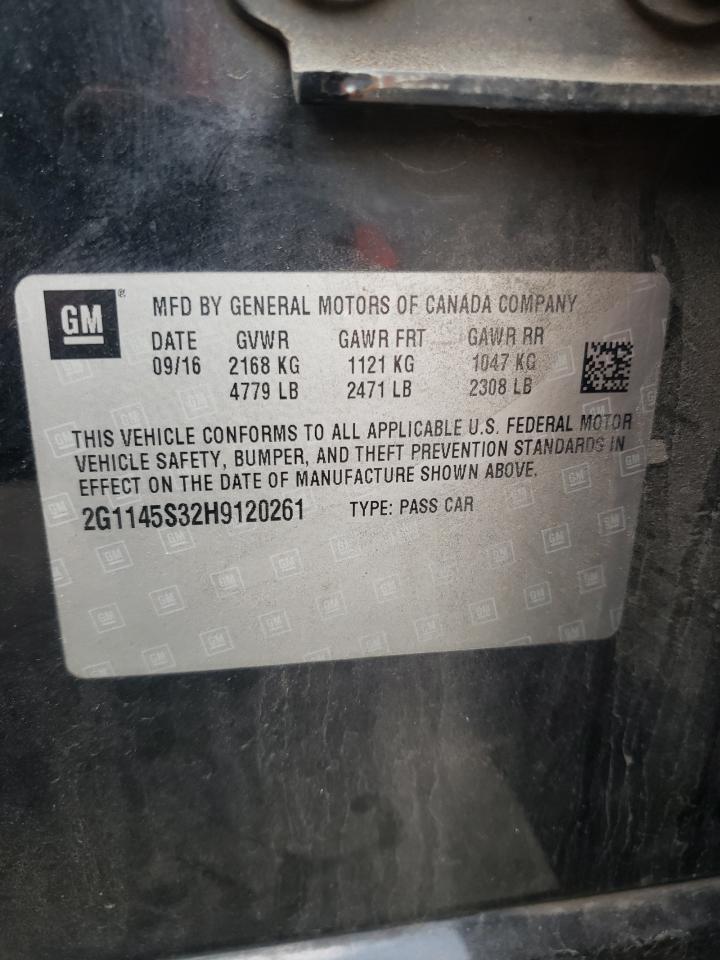 GM ®
MFD BY GENERAL MOTORS OF CANADA COMPANY
DATE GVWR GAWR FRT GAWR RR
09/16 2168 KG 1121 KG 1047 KG
4779 LB 2471 LB 2308 LB
THIS VEHICLE CONFORMS TO ALL APPLICABLE U.S. FEDERAL MOTOR
VEHICLE SAFETY, BUMPER, AND THEFT PREVENTION STANDARDS IN
EFFECT ON THE DATE OF MANUFACTURE SHOWN ABOVE.
2G1145S32H9120261 TYPE: PASS CAR